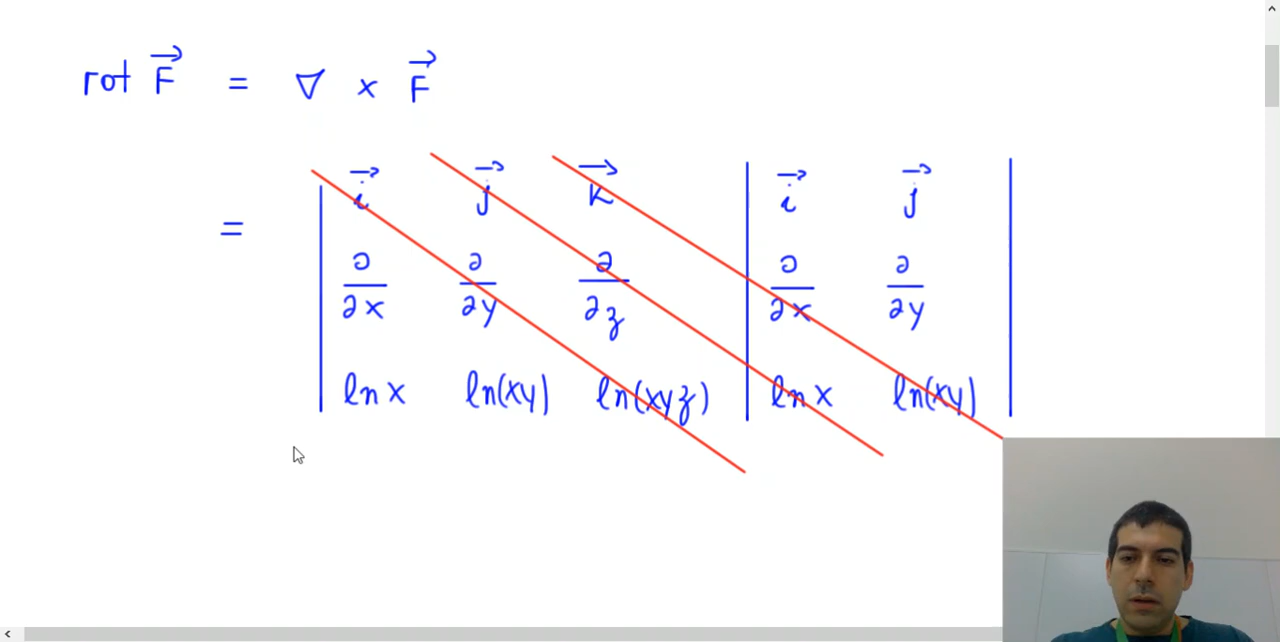 rot F⃗ = ∇ × F⃗
= | i⃗ j⃗ k⃗ | i⃗ j⃗ |
∂/∂x ∂/∂y ∂/∂z ∂/∂x ∂/∂y
ln x ln(xy) ln(xyz) ln x ln(xy)